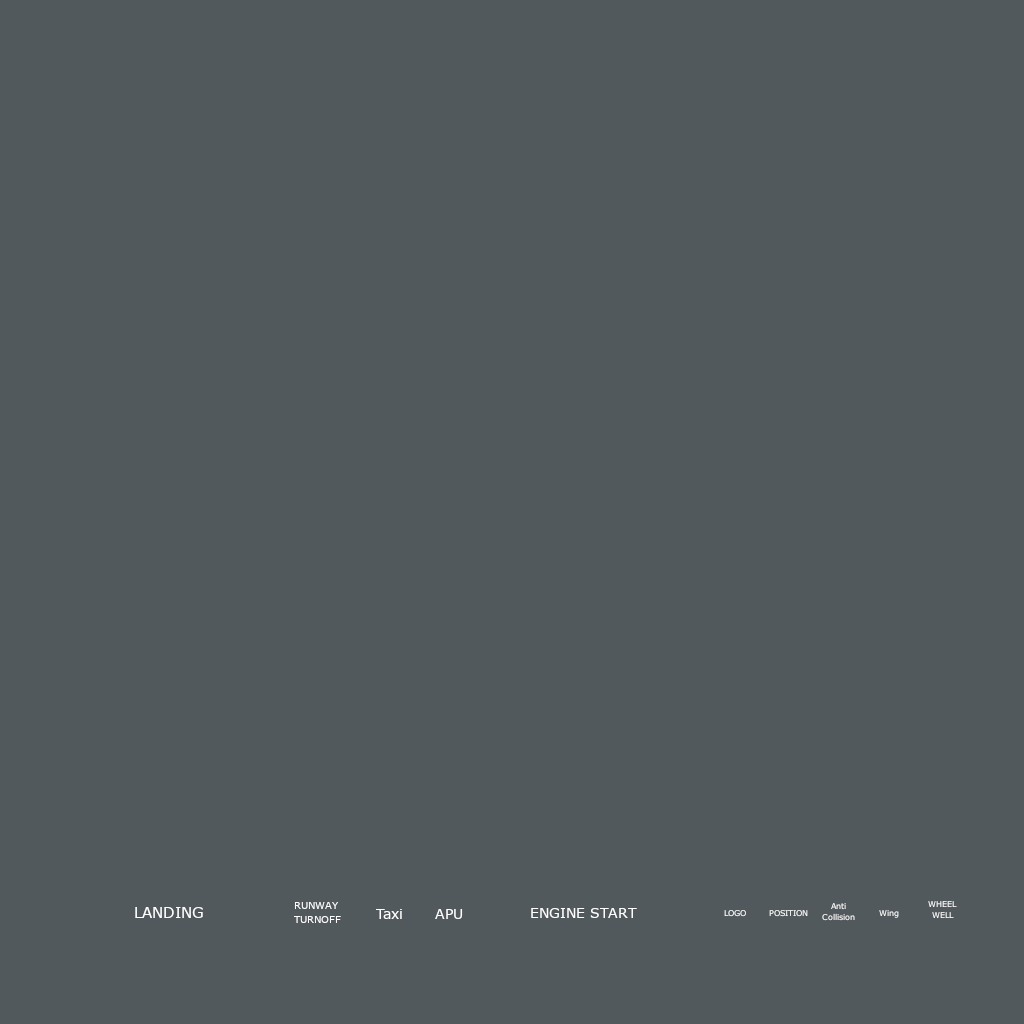 LANDING
RUNWAY
TURNOFF
Taxi
APU
ENGINE START
LOGO
POSITION
Anti
Collision
Wing
WHEEL
WELL